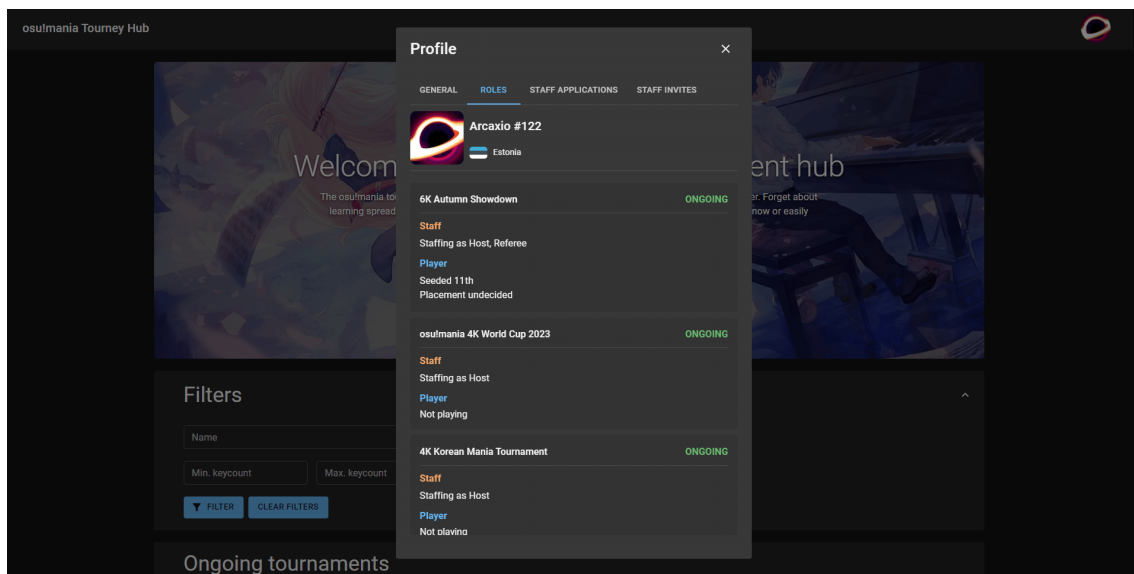 osu!mania Tourney Hub
Profile
GENERAL ROLES STAFF APPLICATIONS STAFF INVITES
Arcaxio #122
Estonia
Welcom
ent hub
The osu!mania to
er. Forget about
learning spread
now or easily
6K Autumn Showdown ONGOING
Staff
Staffing as Host, Referee
Player
Seeded 11th
Placement undecided
osu!mania 4K World Cup 2023 ONGOING
Staff
Staffing as Host
Player
Not playing
4K Korean Mania Tournament ONGOING
Staff
Staffing as Host
Player
Not playing
Filters
Name
Min. keycount Max. keycount
FILTER CLEAR FILTERS
Ongoing tournaments